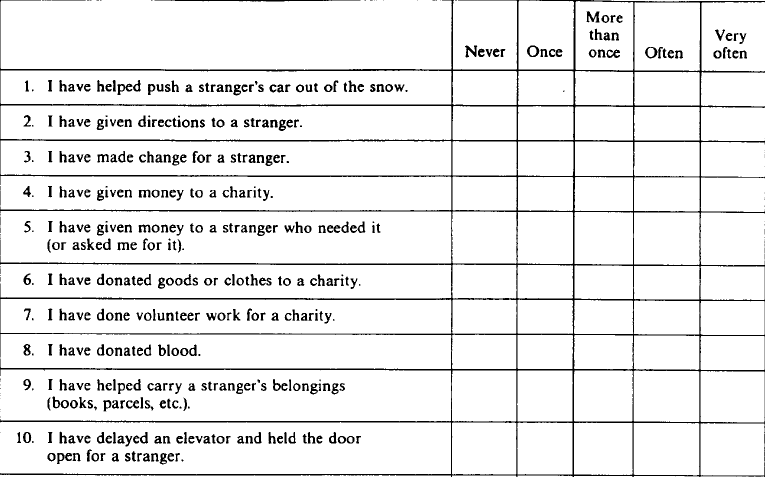 More
than
once
Very
often
Never
Once
Often
1. I have helped push a stranger's car out of the snow.
2. I have given directions to a stranger.
3. I have made change for a stranger.
4. I have given money to a charity.
5. I have given money to a stranger who needed it
(or asked me for it).
6. I have donated goods or clothes to a charity.
7. I have done volunteer work for a charity.
8. I have donated blood.
9. I have helped carry a stranger's belongings
(books, parcels, etc.).
10. I have delayed an elevator and held the door
open for a stranger.